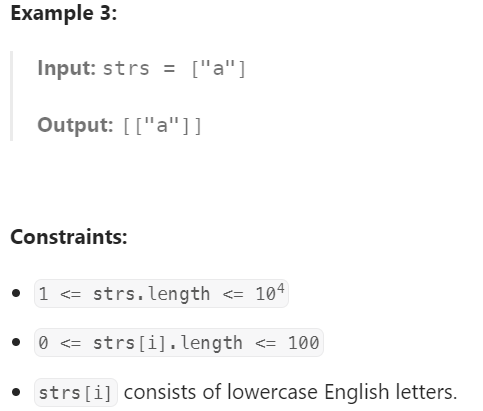 Example 3:
Input: strs = ["a"]
Output: [["a"]]
Constraints:
1 <= strs.length <= 10⁴
0 <= strs[i].length <= 100
strs[i] consists of lowercase English letters.